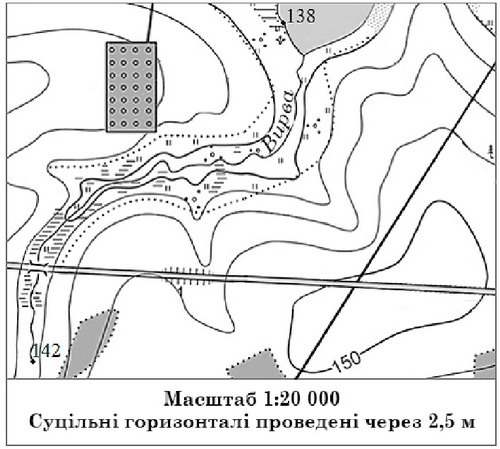 138
Вирва
142
150
Масштаб 1:20 000
Суцільні горизонталі проведені через 2,5 м